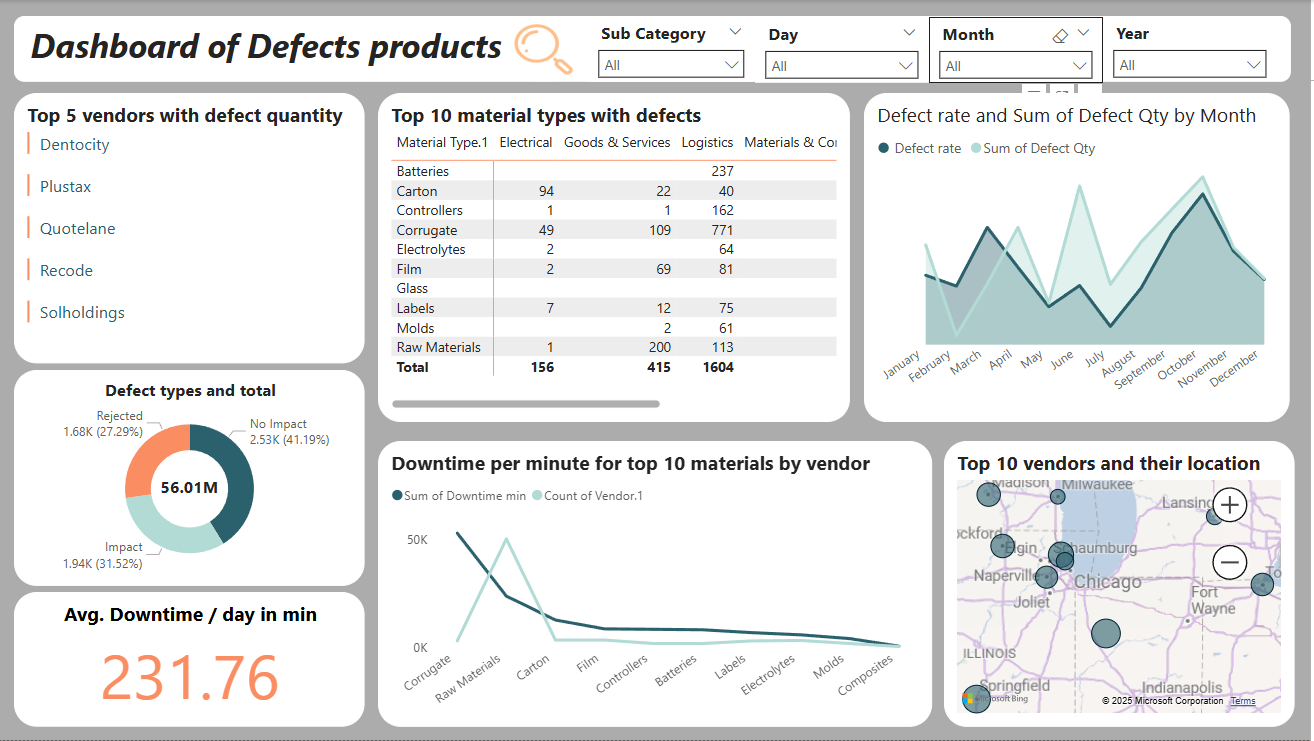 Dashboard of Defects products
Sub Category
All
Day
All
Month
All
Year
All
Top 5 vendors with defect quantity
Dentocity
Plustax
Quotelane
Recode
Solholdings
Top 10 material types with defects
Material Type.1 Electrical Goods & Services Logistics Materials & Co
Batteries 237
Carton 94 22 40
Controllers 1 1 162
Corrugate 49 109 771
Electrolytes 2 64
Film 2 69 81
Glass
Labels 7 12 75
Molds 2 61
Raw Materials 1 200 113
Total 156 415 1604
Defect rate and Sum of Defect Qty by Month
Defect rate Sum of Defect Qty
January February March April May June July August September October November December
Defect types and total
Rejected
1.68K (27.29%)
No Impact
2.53K (41.19%)
56.01M
Impact
1.94K (31.52%)
Avg. Downtime / day in min
231.76
Downtime per minute for top 10 materials by vendor
Sum of Downtime min Count of Vendor.1
50K
0K
Corrugate Raw Materials Carton Film Controllers Batteries Labels Electrolytes Molds Composites
Top 10 vendors and their location
Madison Milwaukee
Lansing
ckford
Elgin Schaumburg
Naperville
Chicago
To
Joliet
Fort
Wayne
ILLINOIS
Springfield
Indianapolis
Microsoft Bing
© 2025 Microsoft Corporation Terms